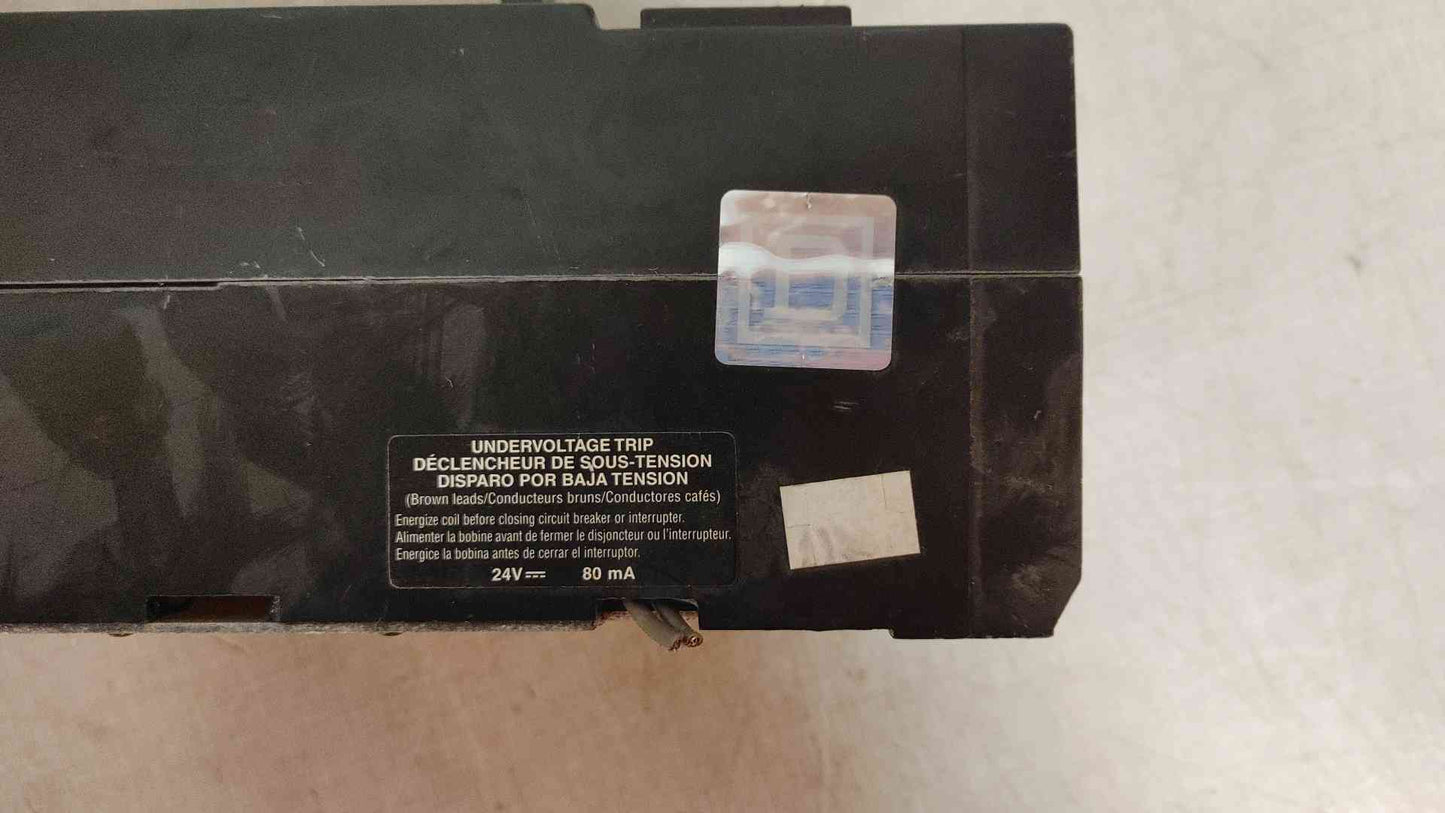 UNDERVOLTAGE TRIP
DÉCLENCHEUR DE SOUS-TENSION
DISPARO POR BAJA TENSION
(Brown leads/Conducteurs bruns/Conductores cafés)
Energize coil before closing circuit breaker or interrupter.
Alimenter la bobine avant de fermer le disjoncteur ou l'interrupteur.
Energice la bobina antes de cerrar el interruptor.
24V⎓ 80 mA